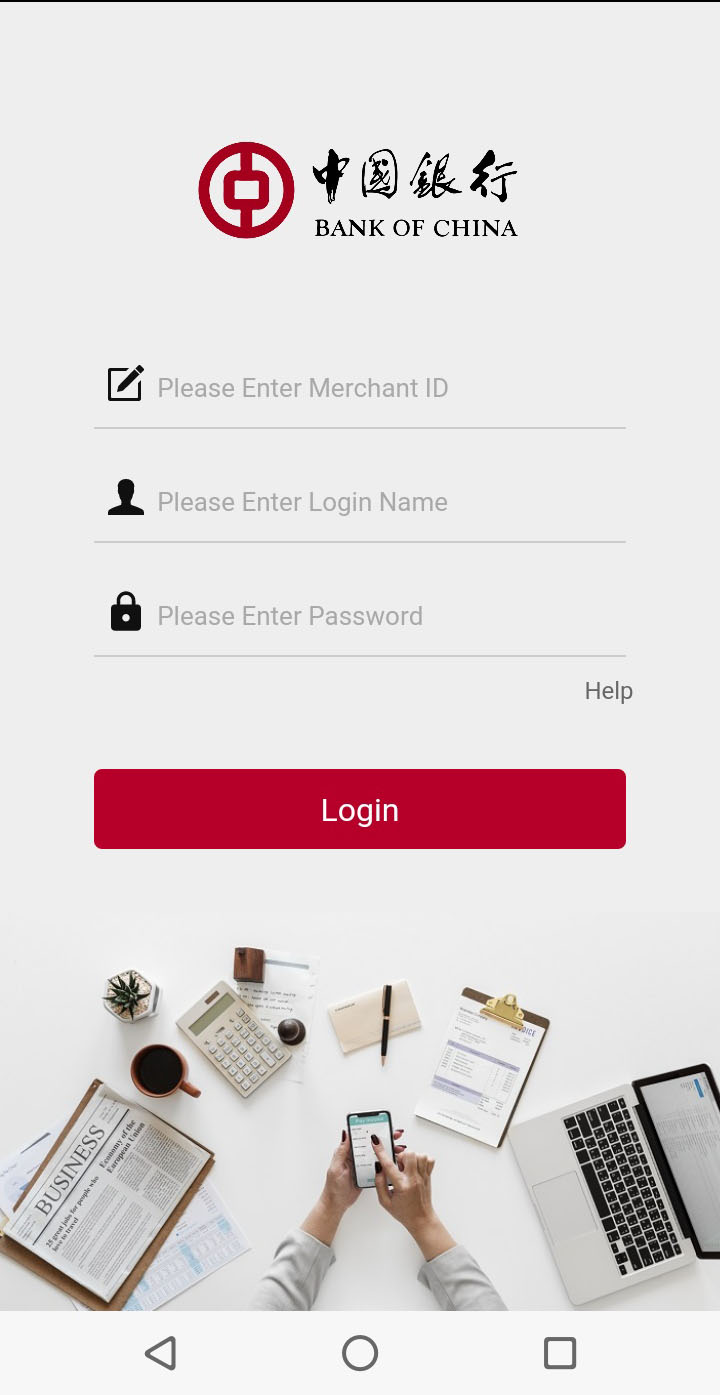 中國銀行
BANK OF CHINA
Please Enter Merchant ID
Please Enter Login Name
Please Enter Password
Help
Login
INVOICE
BUSINESS
Economy of the
European Union
25 great jobs for people who
love to travel